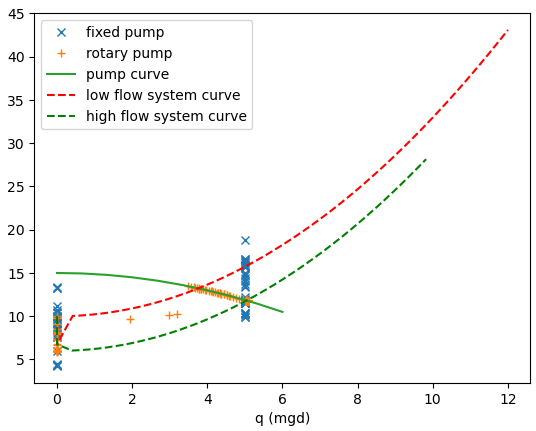 45
40
35
30
25
20
15
10
5
fixed pump
rotary pump
pump curve
low flow system curve
high flow system curve
0 2 4 6 8 10 12
q (mgd)